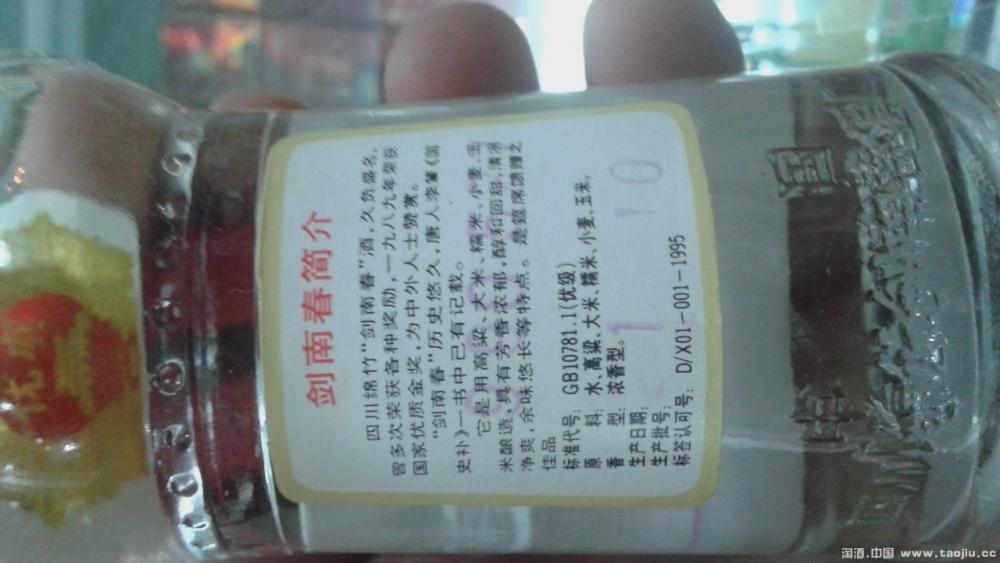 剑南春简介
四川绵竹“剑南春”酒,久负盛名,
曾多次荣获各种奖励,一九八八九年荣获
国家优质金奖,为中外人士赞赏。
“剑南春”历史悠久,唐人李肇《国
史补》一书中已有记载。
它是用高粱、大米、糯米、小麦、玉
米酿造,具有芳香浓郁,醇和回甜,清洌
净爽,余味悠长等特点。是筵席馈赠之
佳品
标准代号: GB10781.1(优级)
原 料: 水、高粱、大米、糯米、小麦、玉米。
香 型: 浓香型。
生产日期:
生产批号:
标签认可号: D/X01-001-1995
1 1 10
淘酒.中国 www.taojiu.cc